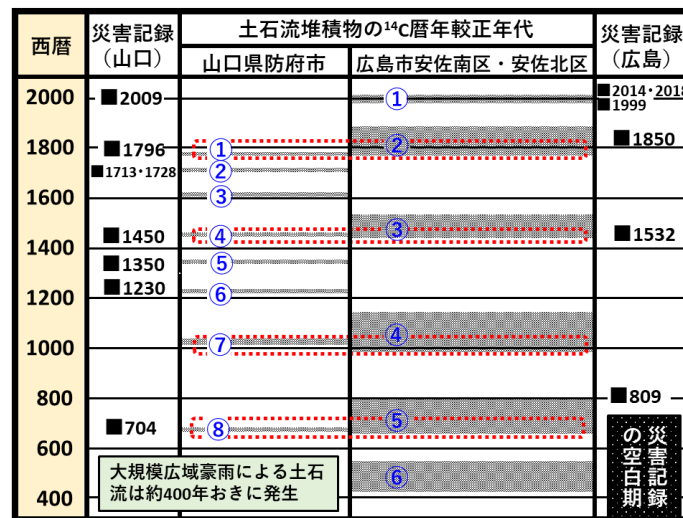 西暦
災害記録
（山口）
土石流堆積物の¹⁴C暦年較正年代
山口県防府市
広島市安佐南区・安佐北区
災害記録
（広島）
2000
■2009
①
■2014・2018
■1999
1800
■1796
①
②
■1850
■1713・1728
②
1600
③
■1450
④
③
■1532
1400
■1350
⑤
■1230
⑥
1200
④
1000
⑦
800
■809
■704
⑧
⑤
600
大規模広域豪雨による土石
流は約400年おきに発生
⑥
400
災害記録
の空白期